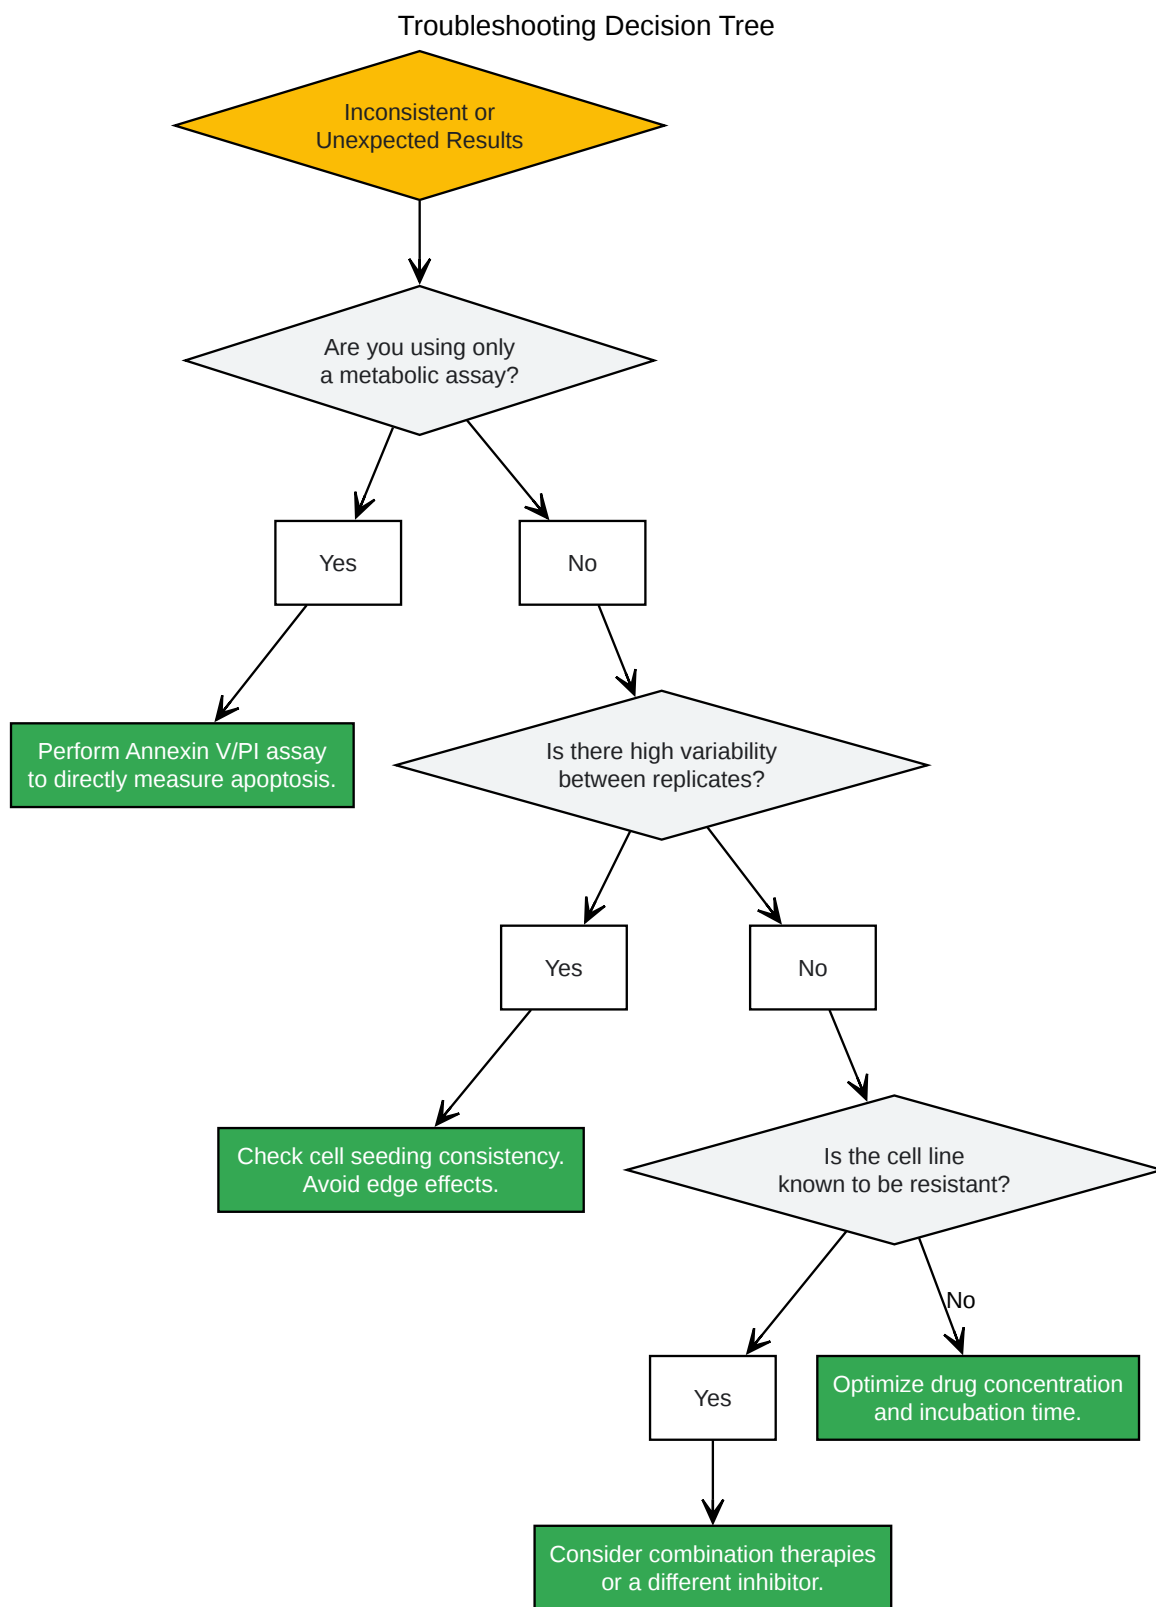 Troubleshooting Decision Tree
Inconsistent or
Unexpected Results
Are you using only
a metabolic assay?
Yes
No
Perform Annexin V/PI assay
to directly measure apoptosis.
Is there high variability
between replicates?
Yes
No
Check cell seeding consistency.
Avoid edge effects.
Is the cell line
known to be resistant?
No
Yes
Optimize drug concentration
and incubation time.
Consider combination therapies
or a different inhibitor.